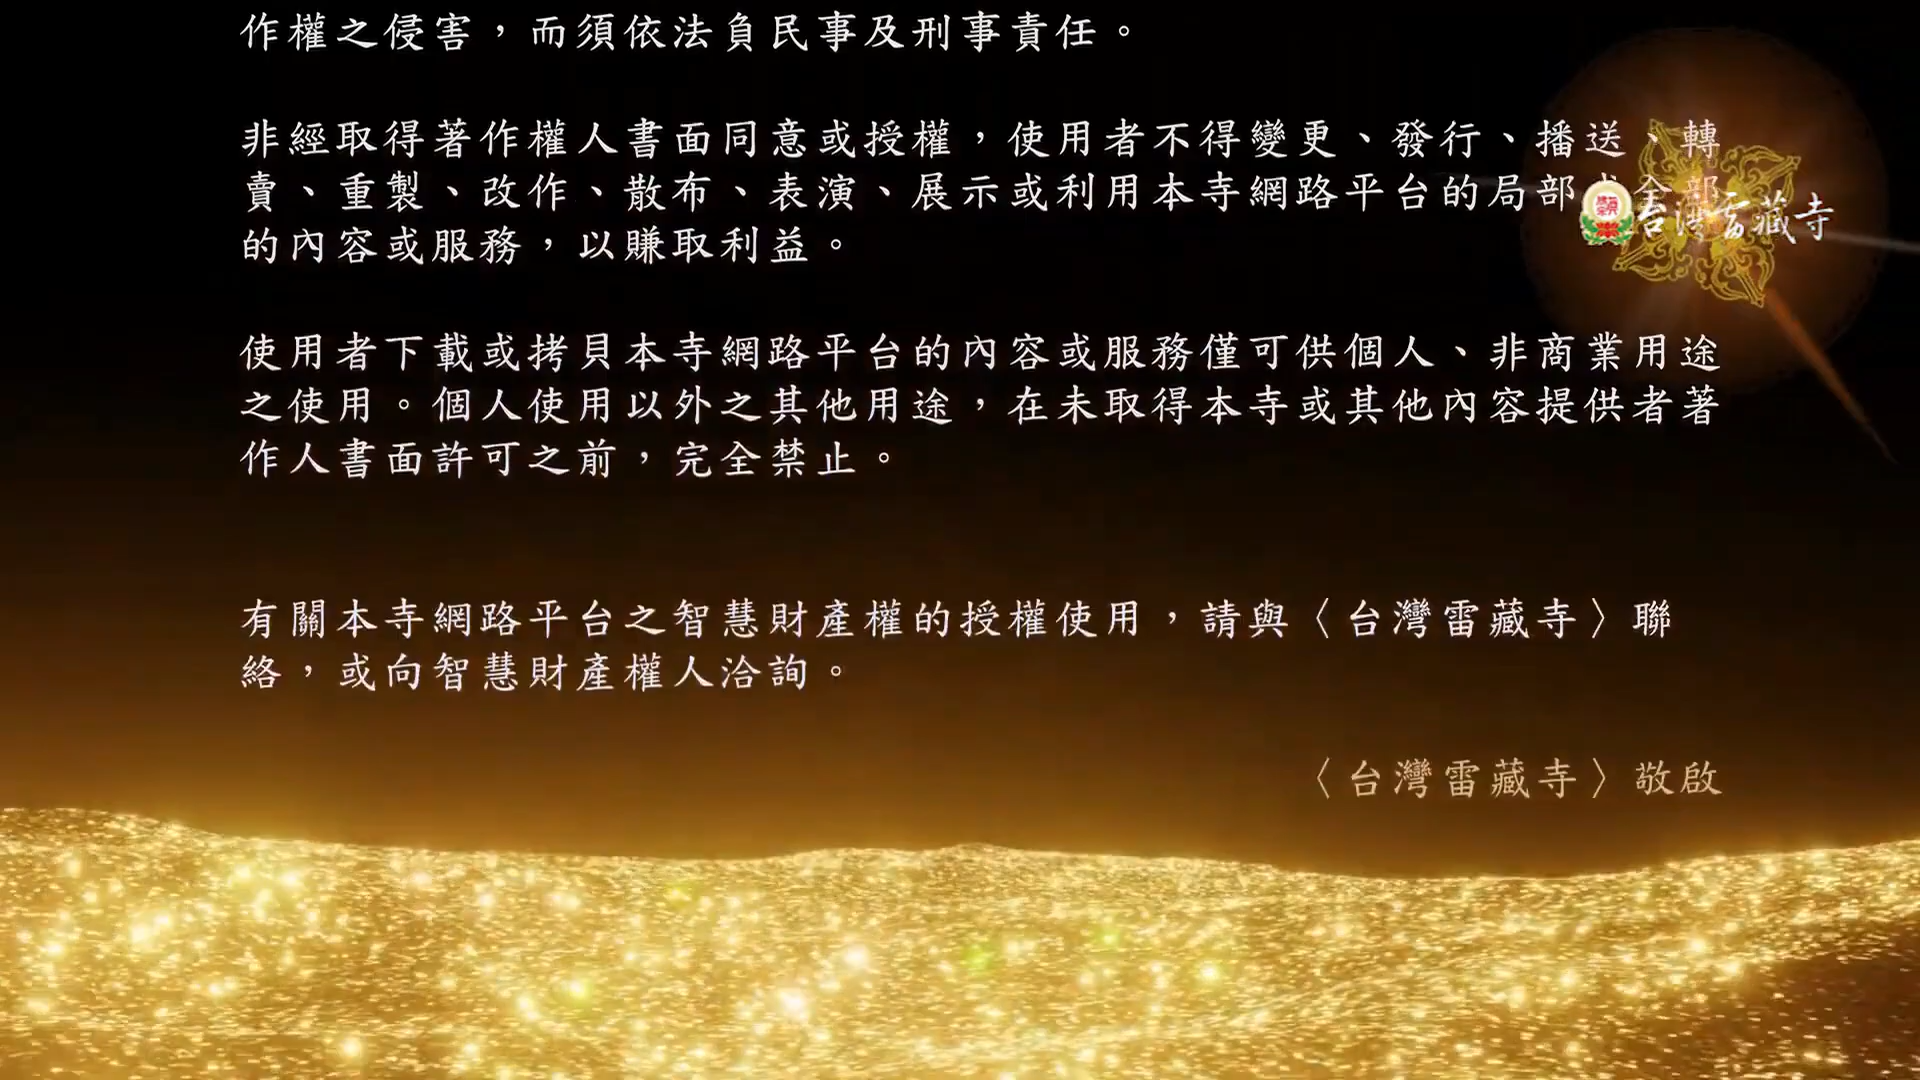 作權之侵害，而須依法負民事及刑事責任。
非經取得著作權人書面同意或授權，使用者不得變更、發行、播送、轉
賣、重製、改作、散布、表演、展示或利用本寺網路平台的局部或全部
的內容或服務，以賺取利益。
台灣雷藏寺
使用者下載或拷貝本寺網路平台的內容或服務僅可供個人、非商業用途
之使用。個人使用以外之其他用途，在未取得本寺或其他內容提供者著
作人書面許可之前，完全禁止。
有關本寺網路平台之智慧財產權的授權使用，請與〈台灣雷藏寺〉聯
絡，或向智慧財產權人洽詢。
〈台灣雷藏寺〉敬啟